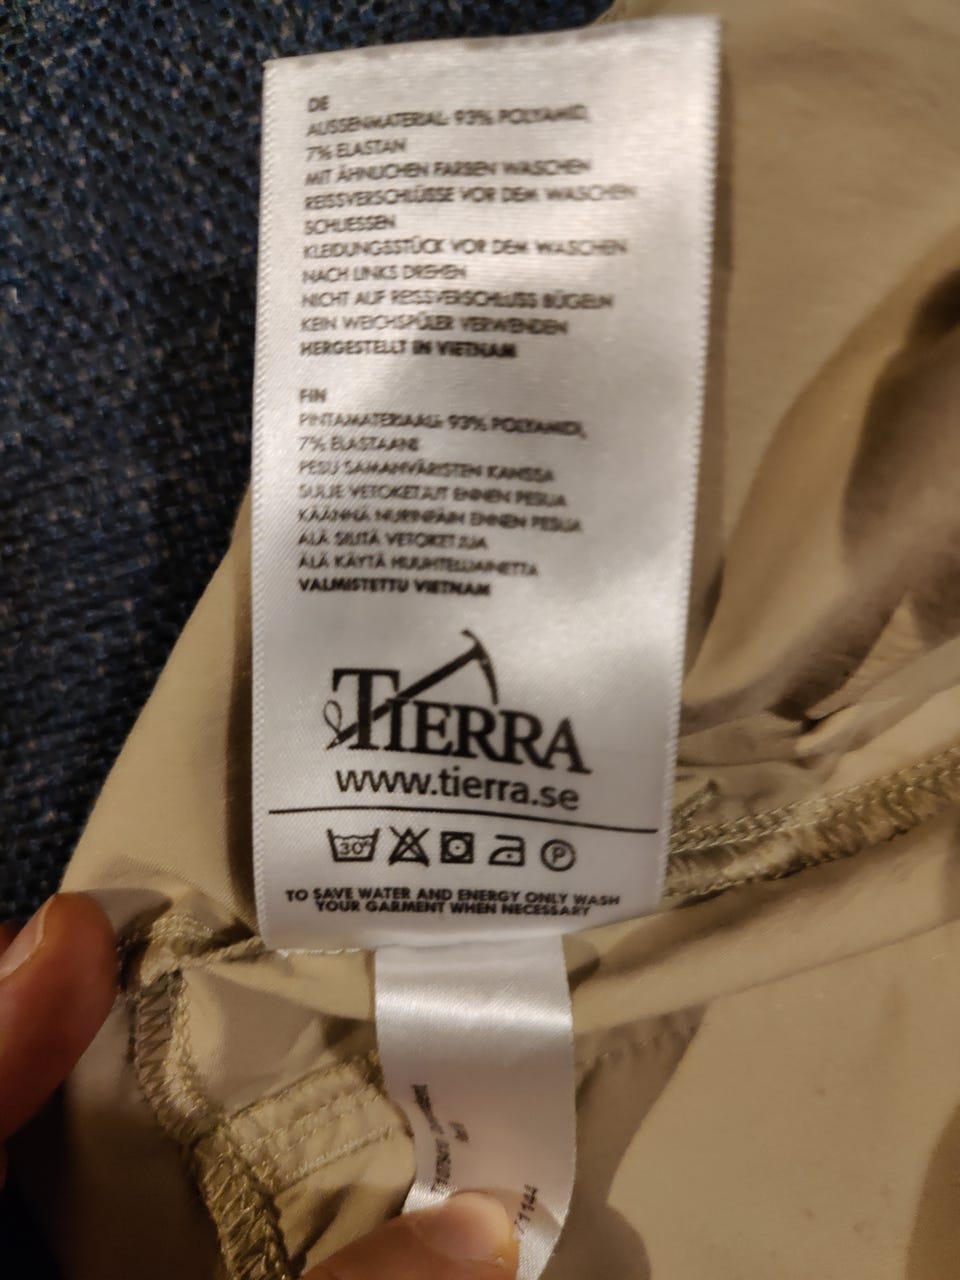 DE
AUSSENMATERIAL: 93% POLYAMID,
7% ELASTAN
MIT ÄHNLICHEN FARBEN WASCHEN
REISSVERSCHLÜSSE VOR DEM WASCHEN
SCHLIESSEN
KLEIDUNGSSTÜCK VOR DEM WASCHEN
NACH LINKS DREHEN
NICHT AUF REISSVERSCHLUSS BÜGELN
KEIN WEICHSPÜLER VERWENDEN
HERGESTELLT IN VIETNAM
FIN
PINTAMATERIAALI: 93% POLYAMIDI,
7% ELASTAANI
PESU SAMANVÄRISTEN KANSSA
SULJE VETOKETJUT ENNEN PESUA
KÄÄNNÄ NURINPÄIN ENNEN PESUA
ÄLÄ SILITÄ VETOKETJUA
ÄLÄ KÄYTÄ HUUHTELUAINETTA
VALMISTETTU VIETNAM
TIERRA
www.tierra.se
30° P
TO SAVE WATER AND ENERGY ONLY WASH
YOUR GARMENT WHEN NECESSARY